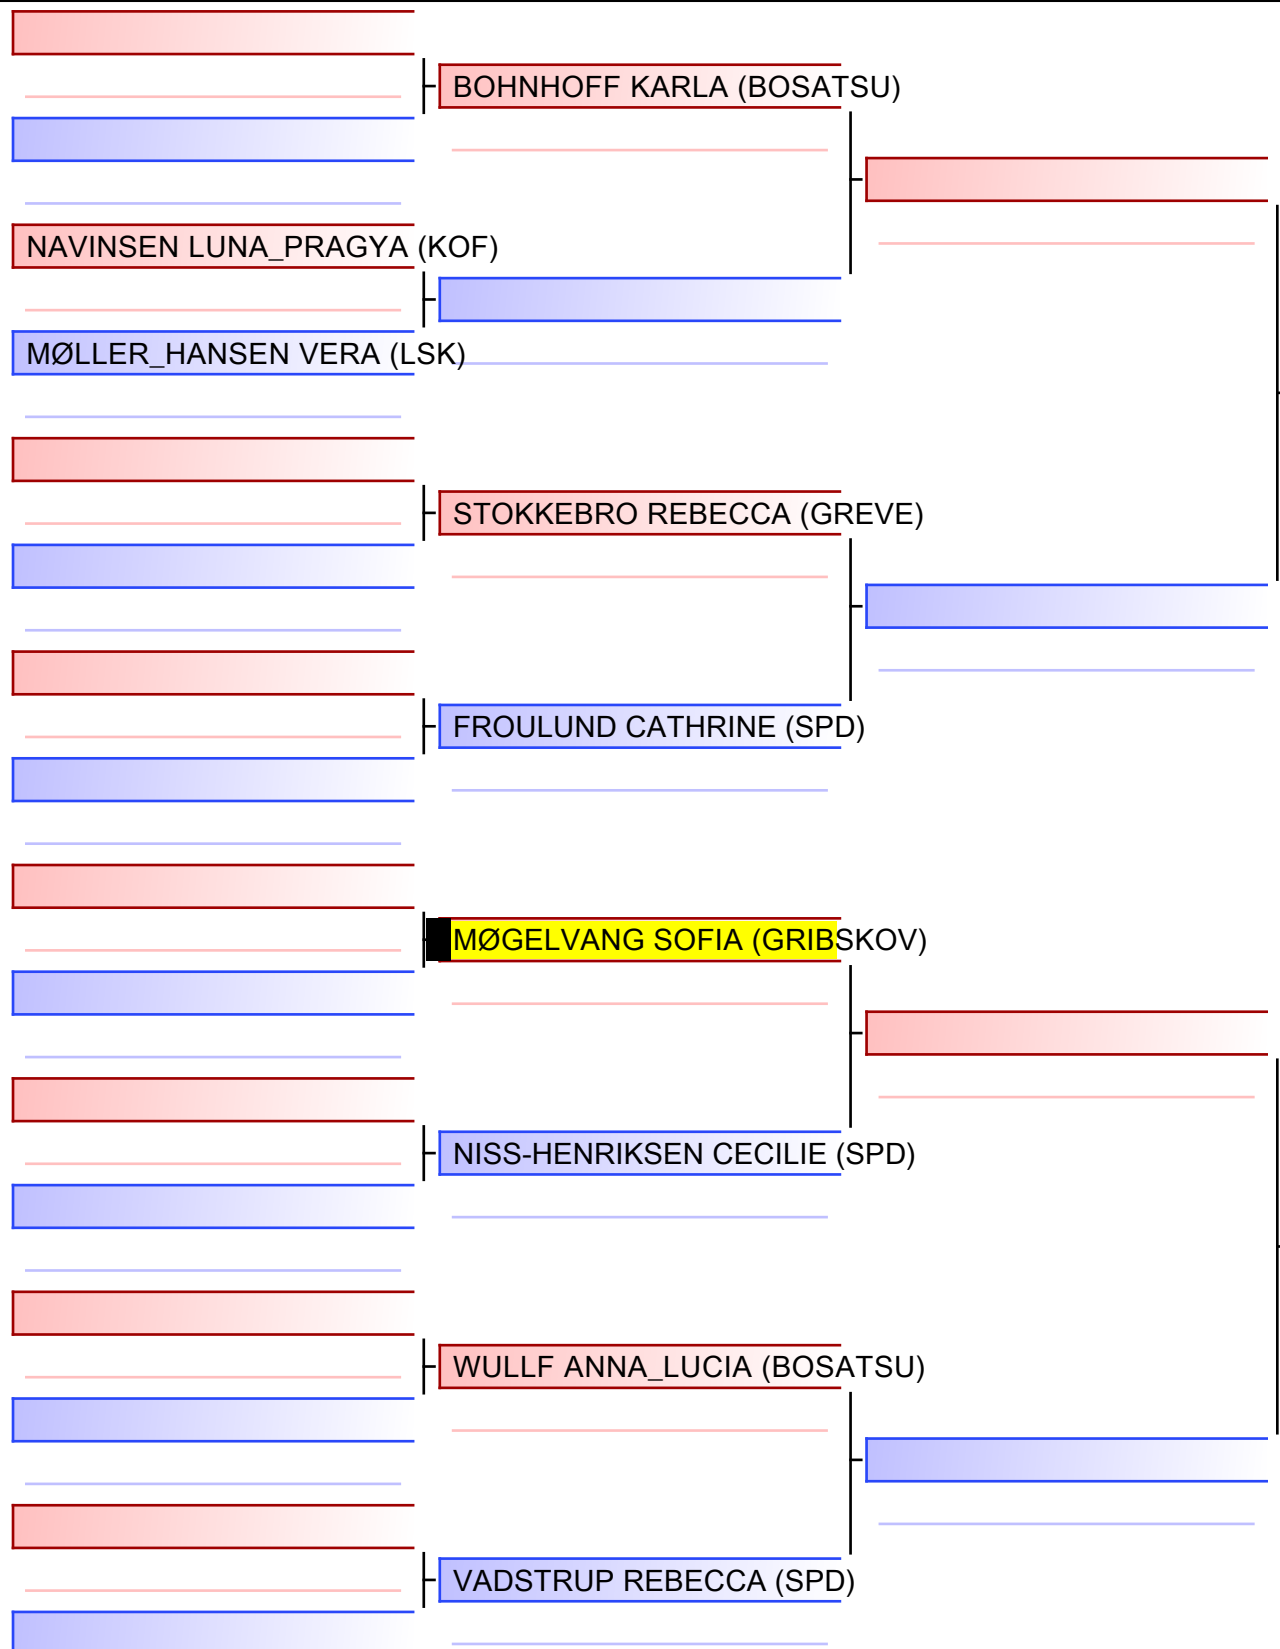 BOHNHOFF KARLA (BOSATSU)
NAVINSEN LUNA_PRAGYA (KOF)
MØLLER_HANSEN VERA (LSK)
STOKKEBRO REBECCA (GREVE)
FROULUND CATHRINE (SPD)
MØGELVANG SOFIA (GRIBSKOV)
NISS-HENRIKSEN CECILIE (SPD)
WULLF ANNA_LUCIA (BOSATSU)
VADSTRUP REBECCA (SPD)